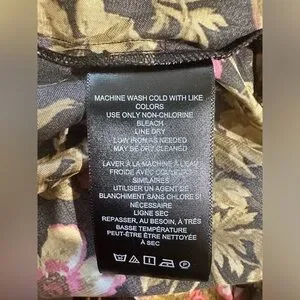 MACHINE WASH COLD WITH LIKE
COLORS
USE ONLY NON-CHLORINE
BLEACH
LINE DRY
LOW IRON AS NEEDED
MAY BE DRY CLEANED
LAVER À LA MACHINE À L'EAU
FROIDE AVEC COULEURS
SIMILAIRES
UTILISER UN AGENT SE
BLANCHIMENT SANS CHLORE SI
NÉCESSAIRE
LIGNE SEC
REPASSER, AU BESOIN, À TRÈS
BASSE TEMPÉRATURE
PEUT-ÊTRE ÊTRE NETTOYÉE
À SEC